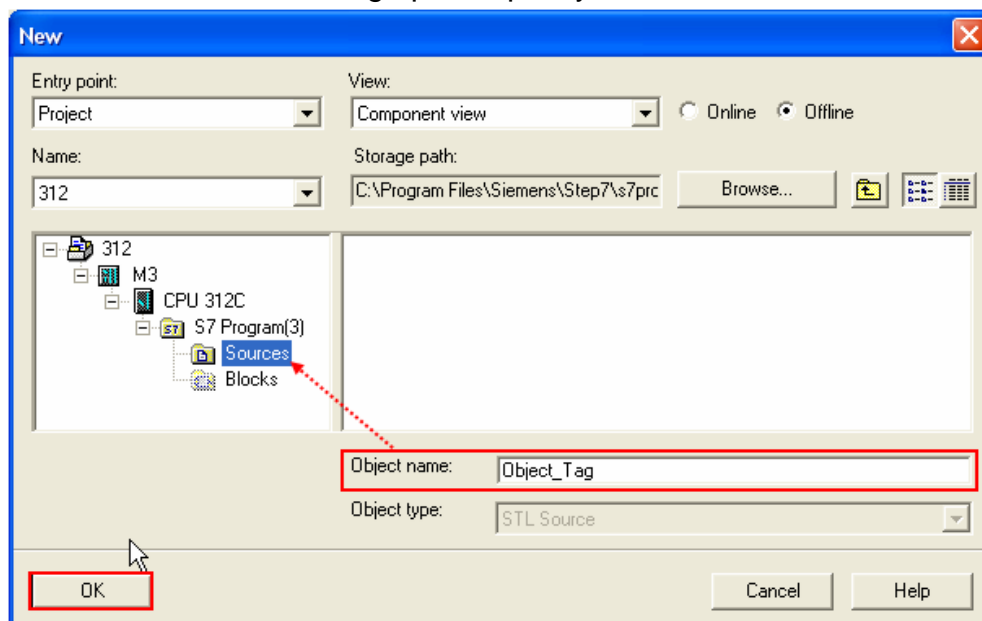 New
Entry point:
View:
Project
Component view
Online
Offline
Name:
Storage path:
312
C:\Program Files\Siemens\Step7\s7prc
Browse...
312
M3
CPU 312C
S7 Program(3)
Sources
Blocks
Object name:
Object_Tag
Object type:
STL Source
OK
Cancel
Help